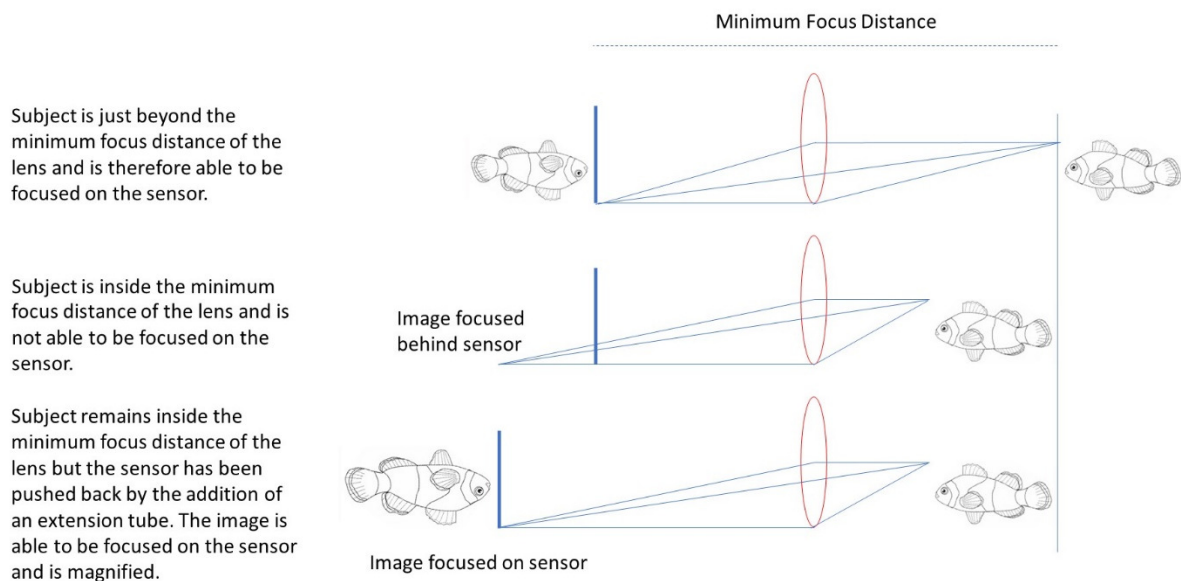 Minimum Focus Distance
Subject is just beyond the
minimum focus distance of the
lens and is therefore able to be
focused on the sensor.
Subject is inside the minimum
focus distance of the lens and is
not able to be focused on the
sensor.
Image focused
behind sensor
Subject remains inside the
minimum focus distance of the
lens but the sensor has been
pushed back by the addition of
an extension tube. The image is
able to be focused on the sensor
and is magnified.
Image focused on sensor